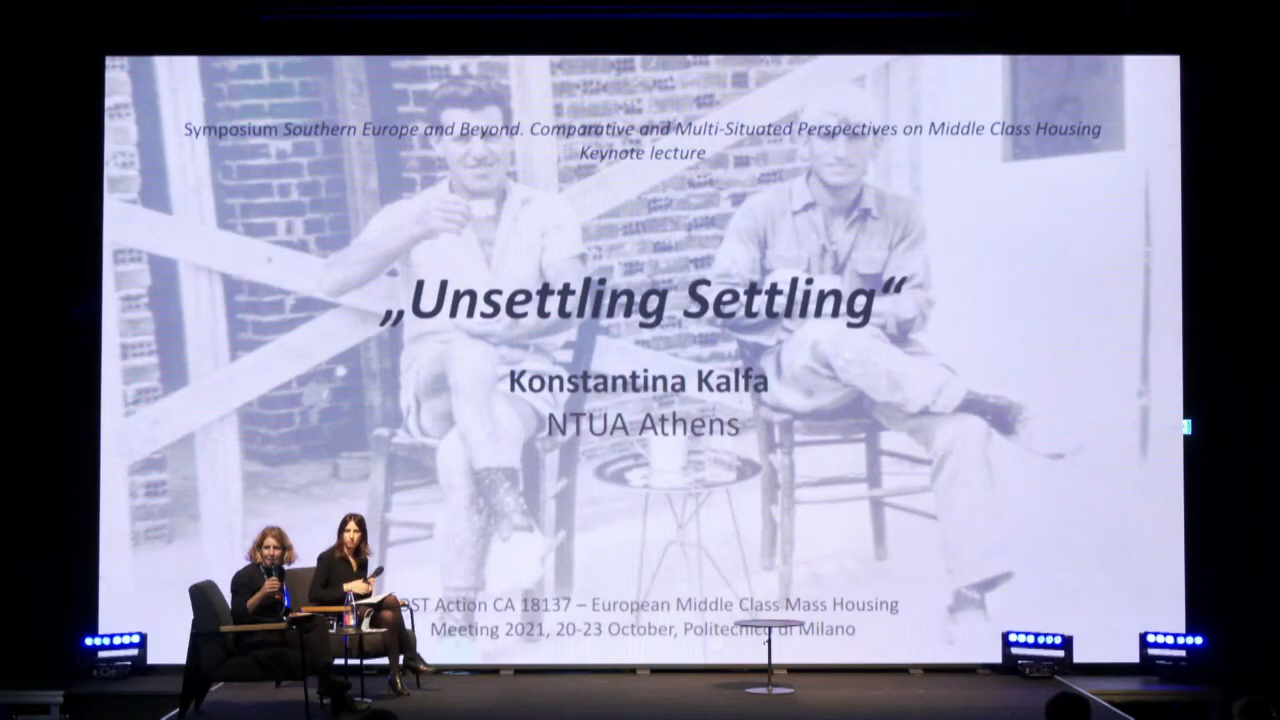 Symposium Southern Europe and Beyond. Comparative and Multi-Situated Perspectives on Middle Class Housing
Keynote lecture
„Unsettling Settling“
Konstantina Kalfa
NTUA Athens
OST Action CA 18137 – European Middle Class Mass Housing
Meeting 2021, 20-23 October, Politecnico di Milano